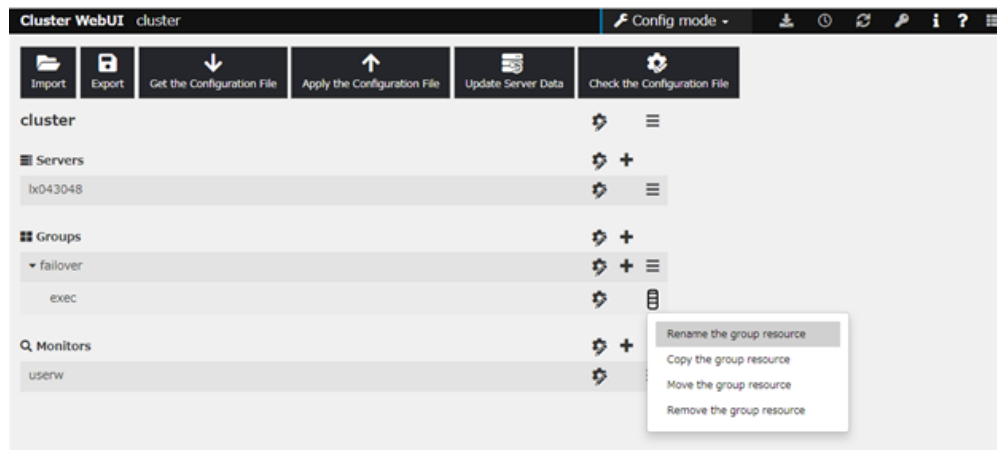 Cluster WebUI cluster Config mode
Import Export Get the Configuration File Apply the Configuration File Update Server Data Check the Configuration File
cluster
Servers
lx043048
Groups
failover
exec
Rename the group resource
Monitors
Copy the group resource
userw
Move the group resource
Remove the group resource